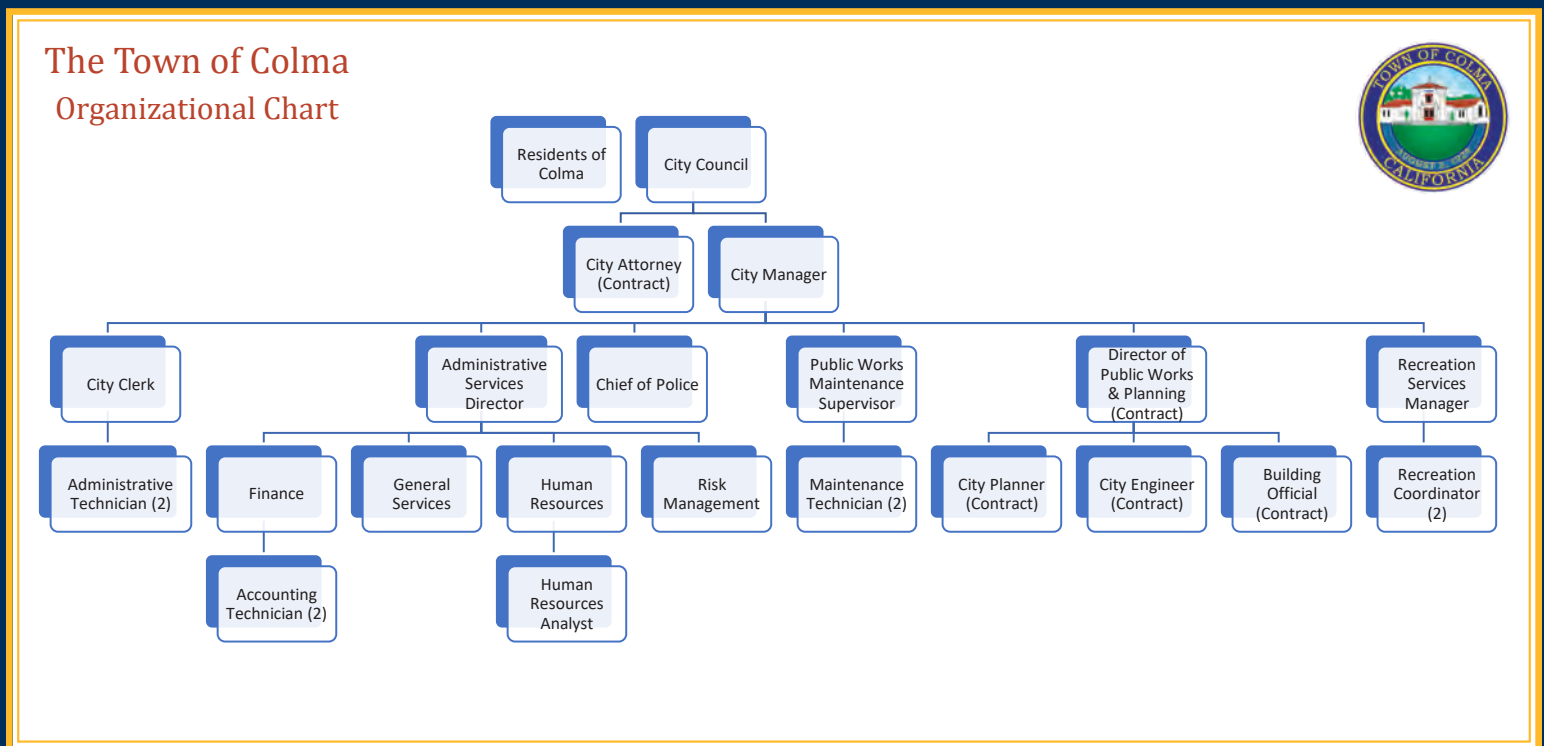 The Town of Colma
Organizational Chart
TOWN OF COLMA
CALIFORNIA
Residents of
Colma
City Council
City Attorney
(Contract)
City Manager
City Clerk
Administrative
Services
Director
Chief of Police
Public Works
Maintenance
Supervisor
Director of
Public Works
& Planning
(Contract)
Recreation
Services
Manager
Administrative
Technician (2)
Finance
General
Services
Human
Resources
Risk
Management
Maintenance
Technician (2)
City Planner
(Contract)
City Engineer
(Contract)
Building
Official
(Contract)
Recreation
Coordinator
(2)
Accounting
Technician (2)
Human
Resources
Analyst